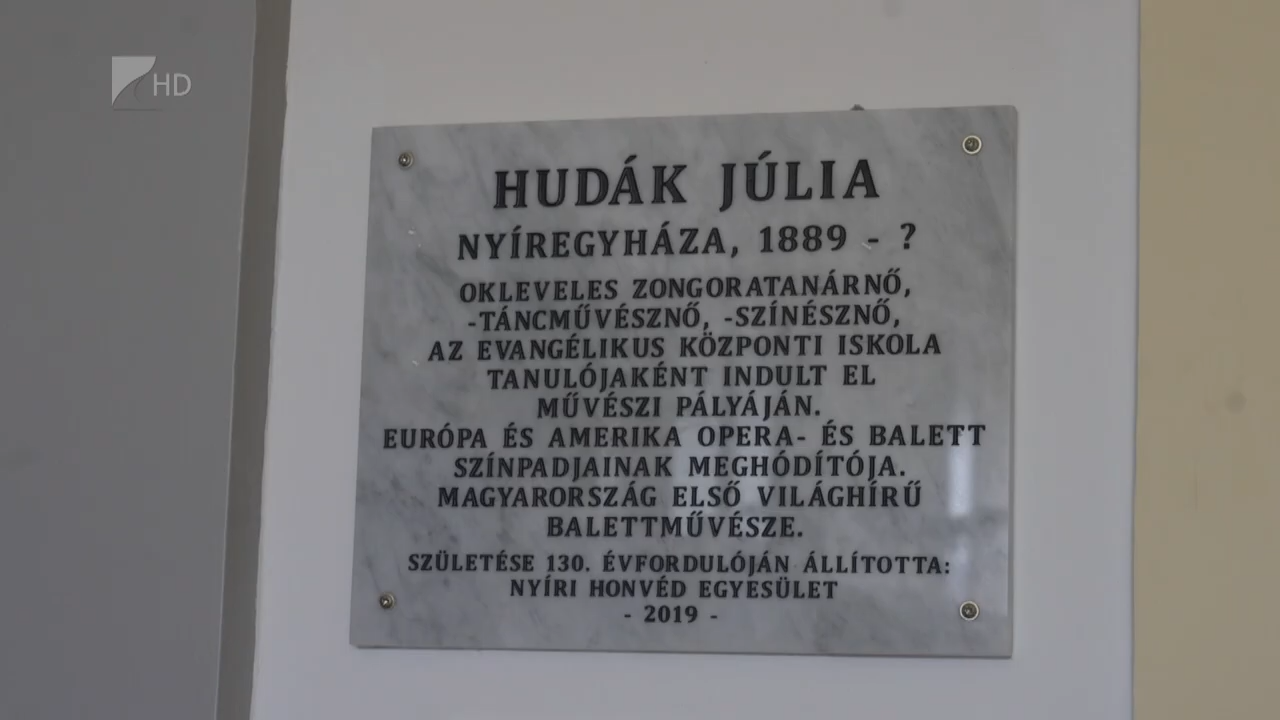 HD
HUDÁK JÚLIA
NYÍREGYHÁZA, 1889 - ?
OKLEVELES ZONGORATANÁRNŐ,
-TÁNCMŰVÉSZNŐ, -SZÍNÉSZNŐ,
AZ EVANGÉLIKUS KÖZPONTI ISKOLA
TANULÓJAKÉNT INDULT EL
MŰVÉSZI PÁLYÁJÁN.
EURÓPA ÉS AMERIKA OPERA- ÉS BALETT
SZÍNPADJAINAK MEGHÓDÍTÓJA.
MAGYARORSZÁG ELSŐ VILÁGHÍRŰ
BALETTMŰVÉSZE.
SZÜLETÉSE 130. ÉVFORDULÓJÁN ÁLLÍTOTTA:
NYÍRI HONVÉD EGYESÜLET
- 2019 -